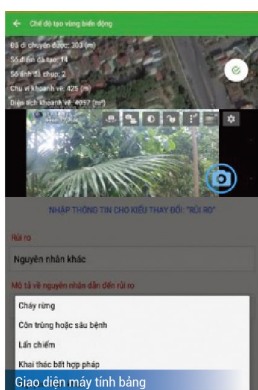 Chế độ tạo vùng biến động
Đã di chuyển được: 303 (m)
Số điểm đã tạo: 14
Số ảnh đã chụp: 2
Chu vi khoanh vẽ: 425 (m)
Diện tích khoanh vẽ: 4097 (m²)
NHẬP THÔNG TIN CHO KIỂU THAY ĐỔI: "RỦI RO"
Rủi ro
Nguyên nhân khác
Mô tả về nguyên nhân dẫn đến rủi ro
Cháy rừng
Côn trùng hoặc sâu bệnh
Lấn chiếm
Khai thác bất hợp pháp
Giao diện máy tính bảng